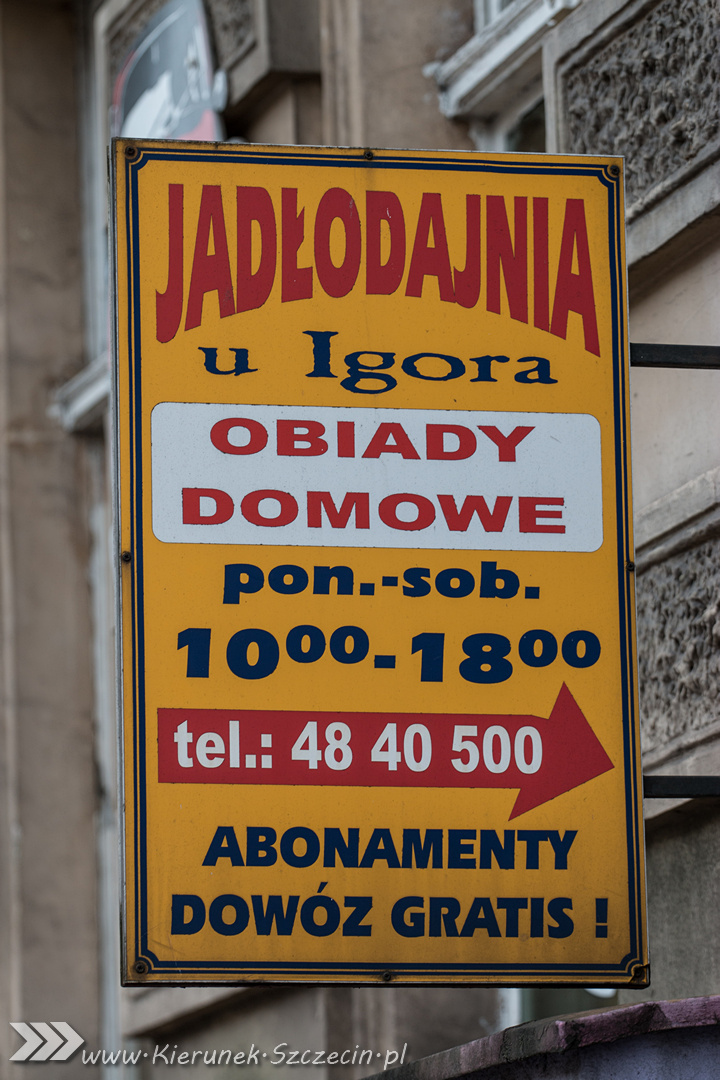 JADŁODAJNIA
u Igora
OBIADY
DOMOWE
pon.-sob.
10⁰⁰-18⁰⁰
tel.: 48 40 500
ABONAMENTY
DOWÓZ GRATIS !
www.Kierunek.Szczecin.pl